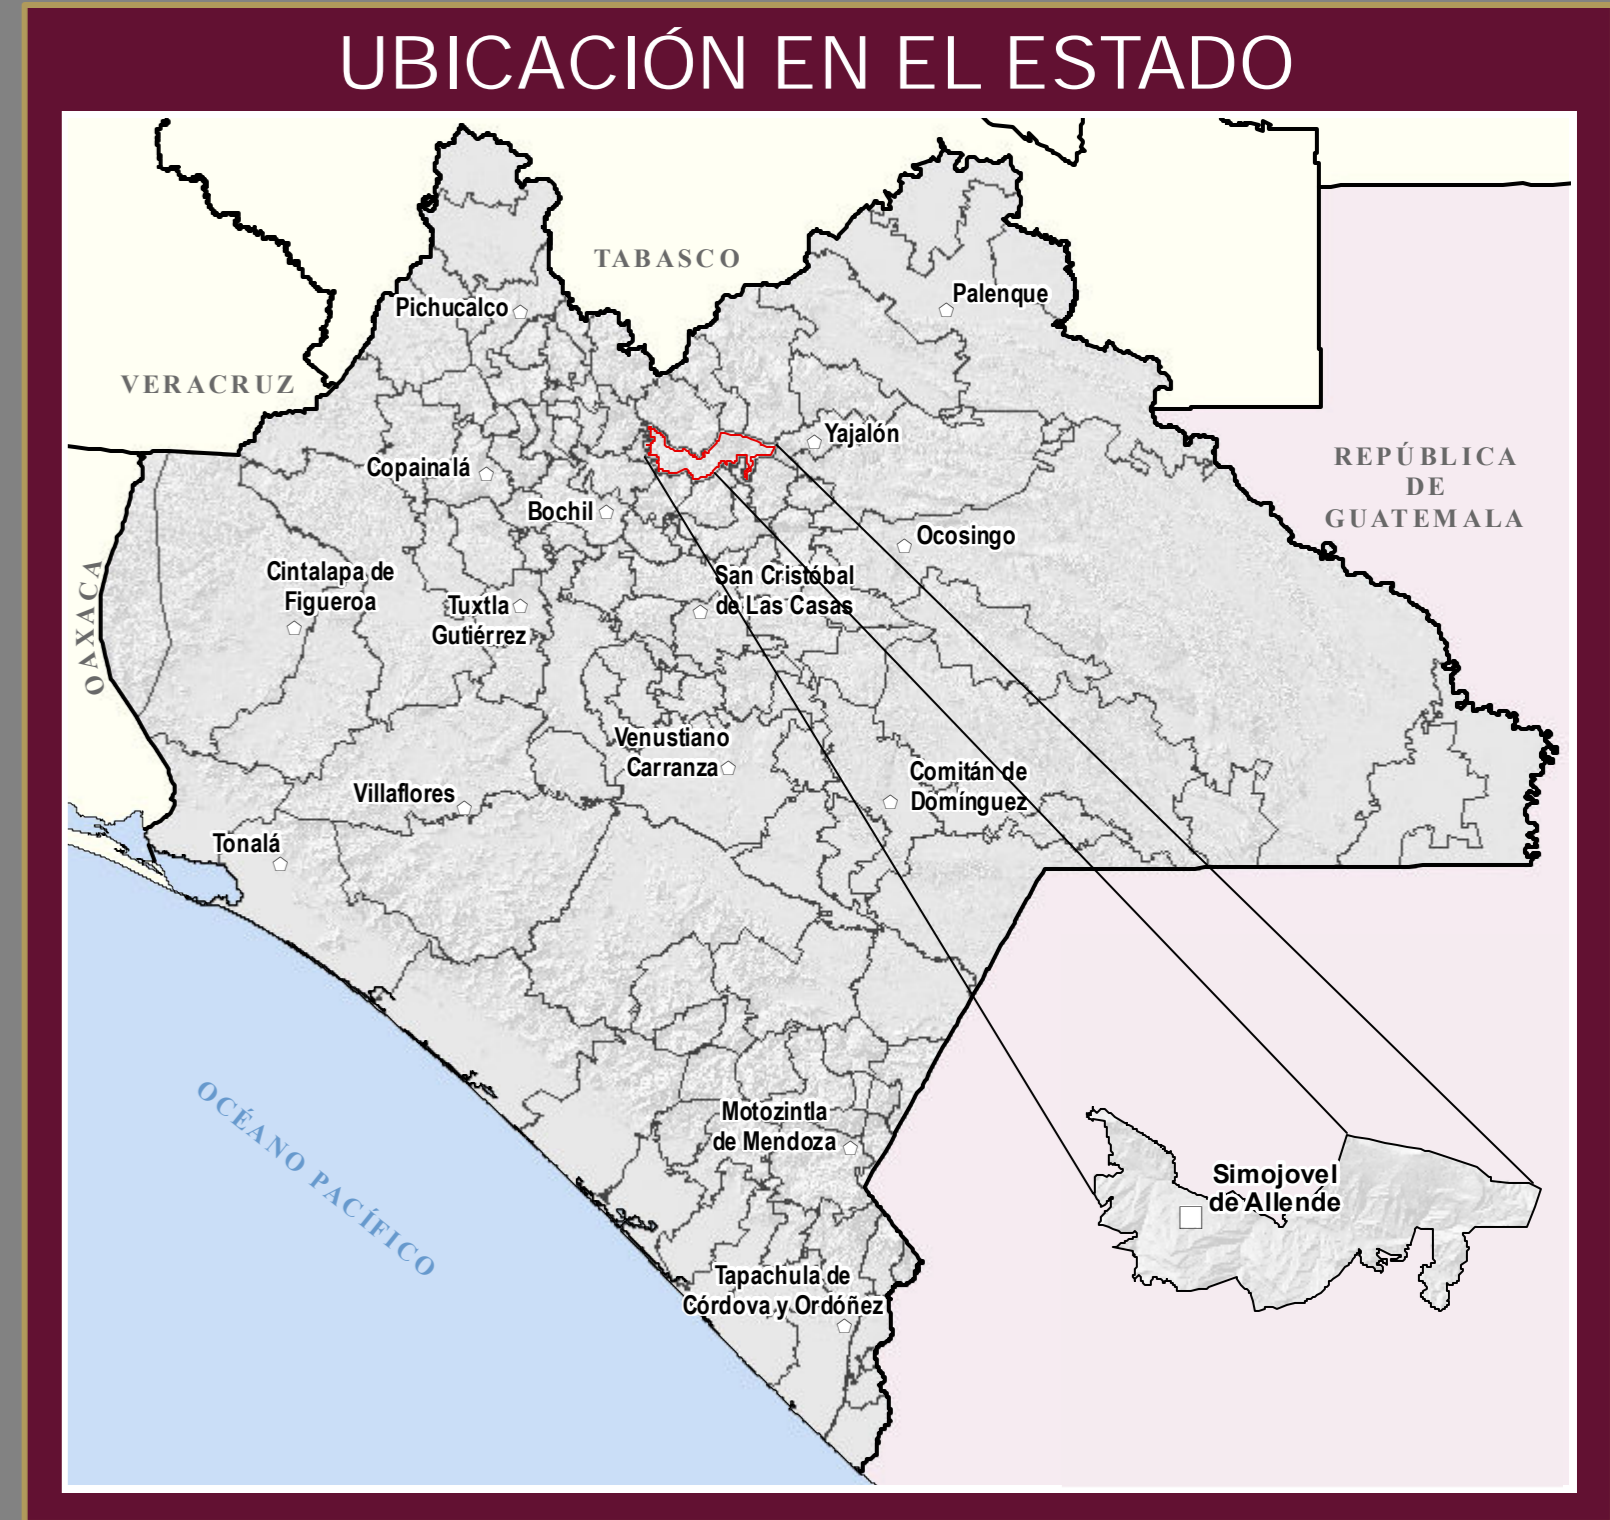 UBICACIÓN EN EL ESTADO
TABASCO
Palenque
Pichucalco
VERACRUZ
Yajalón
REPÚBLICA
DE
GUATEMALA
Copainalá
Bochil
Ocosingo
OAXACA
Cintalapa de
Figueroa
Tuxtla
Gutiérrez
San Cristóbal
de Las Casas
Venustiano
Carranza
Comitán de
Domínguez
Villaflores
Tonalá
OCÉANO PACÍFICO
Motozintla
de Mendoza
Simojovel
de Allende
Tapachula de
Córdova y Ordóñez